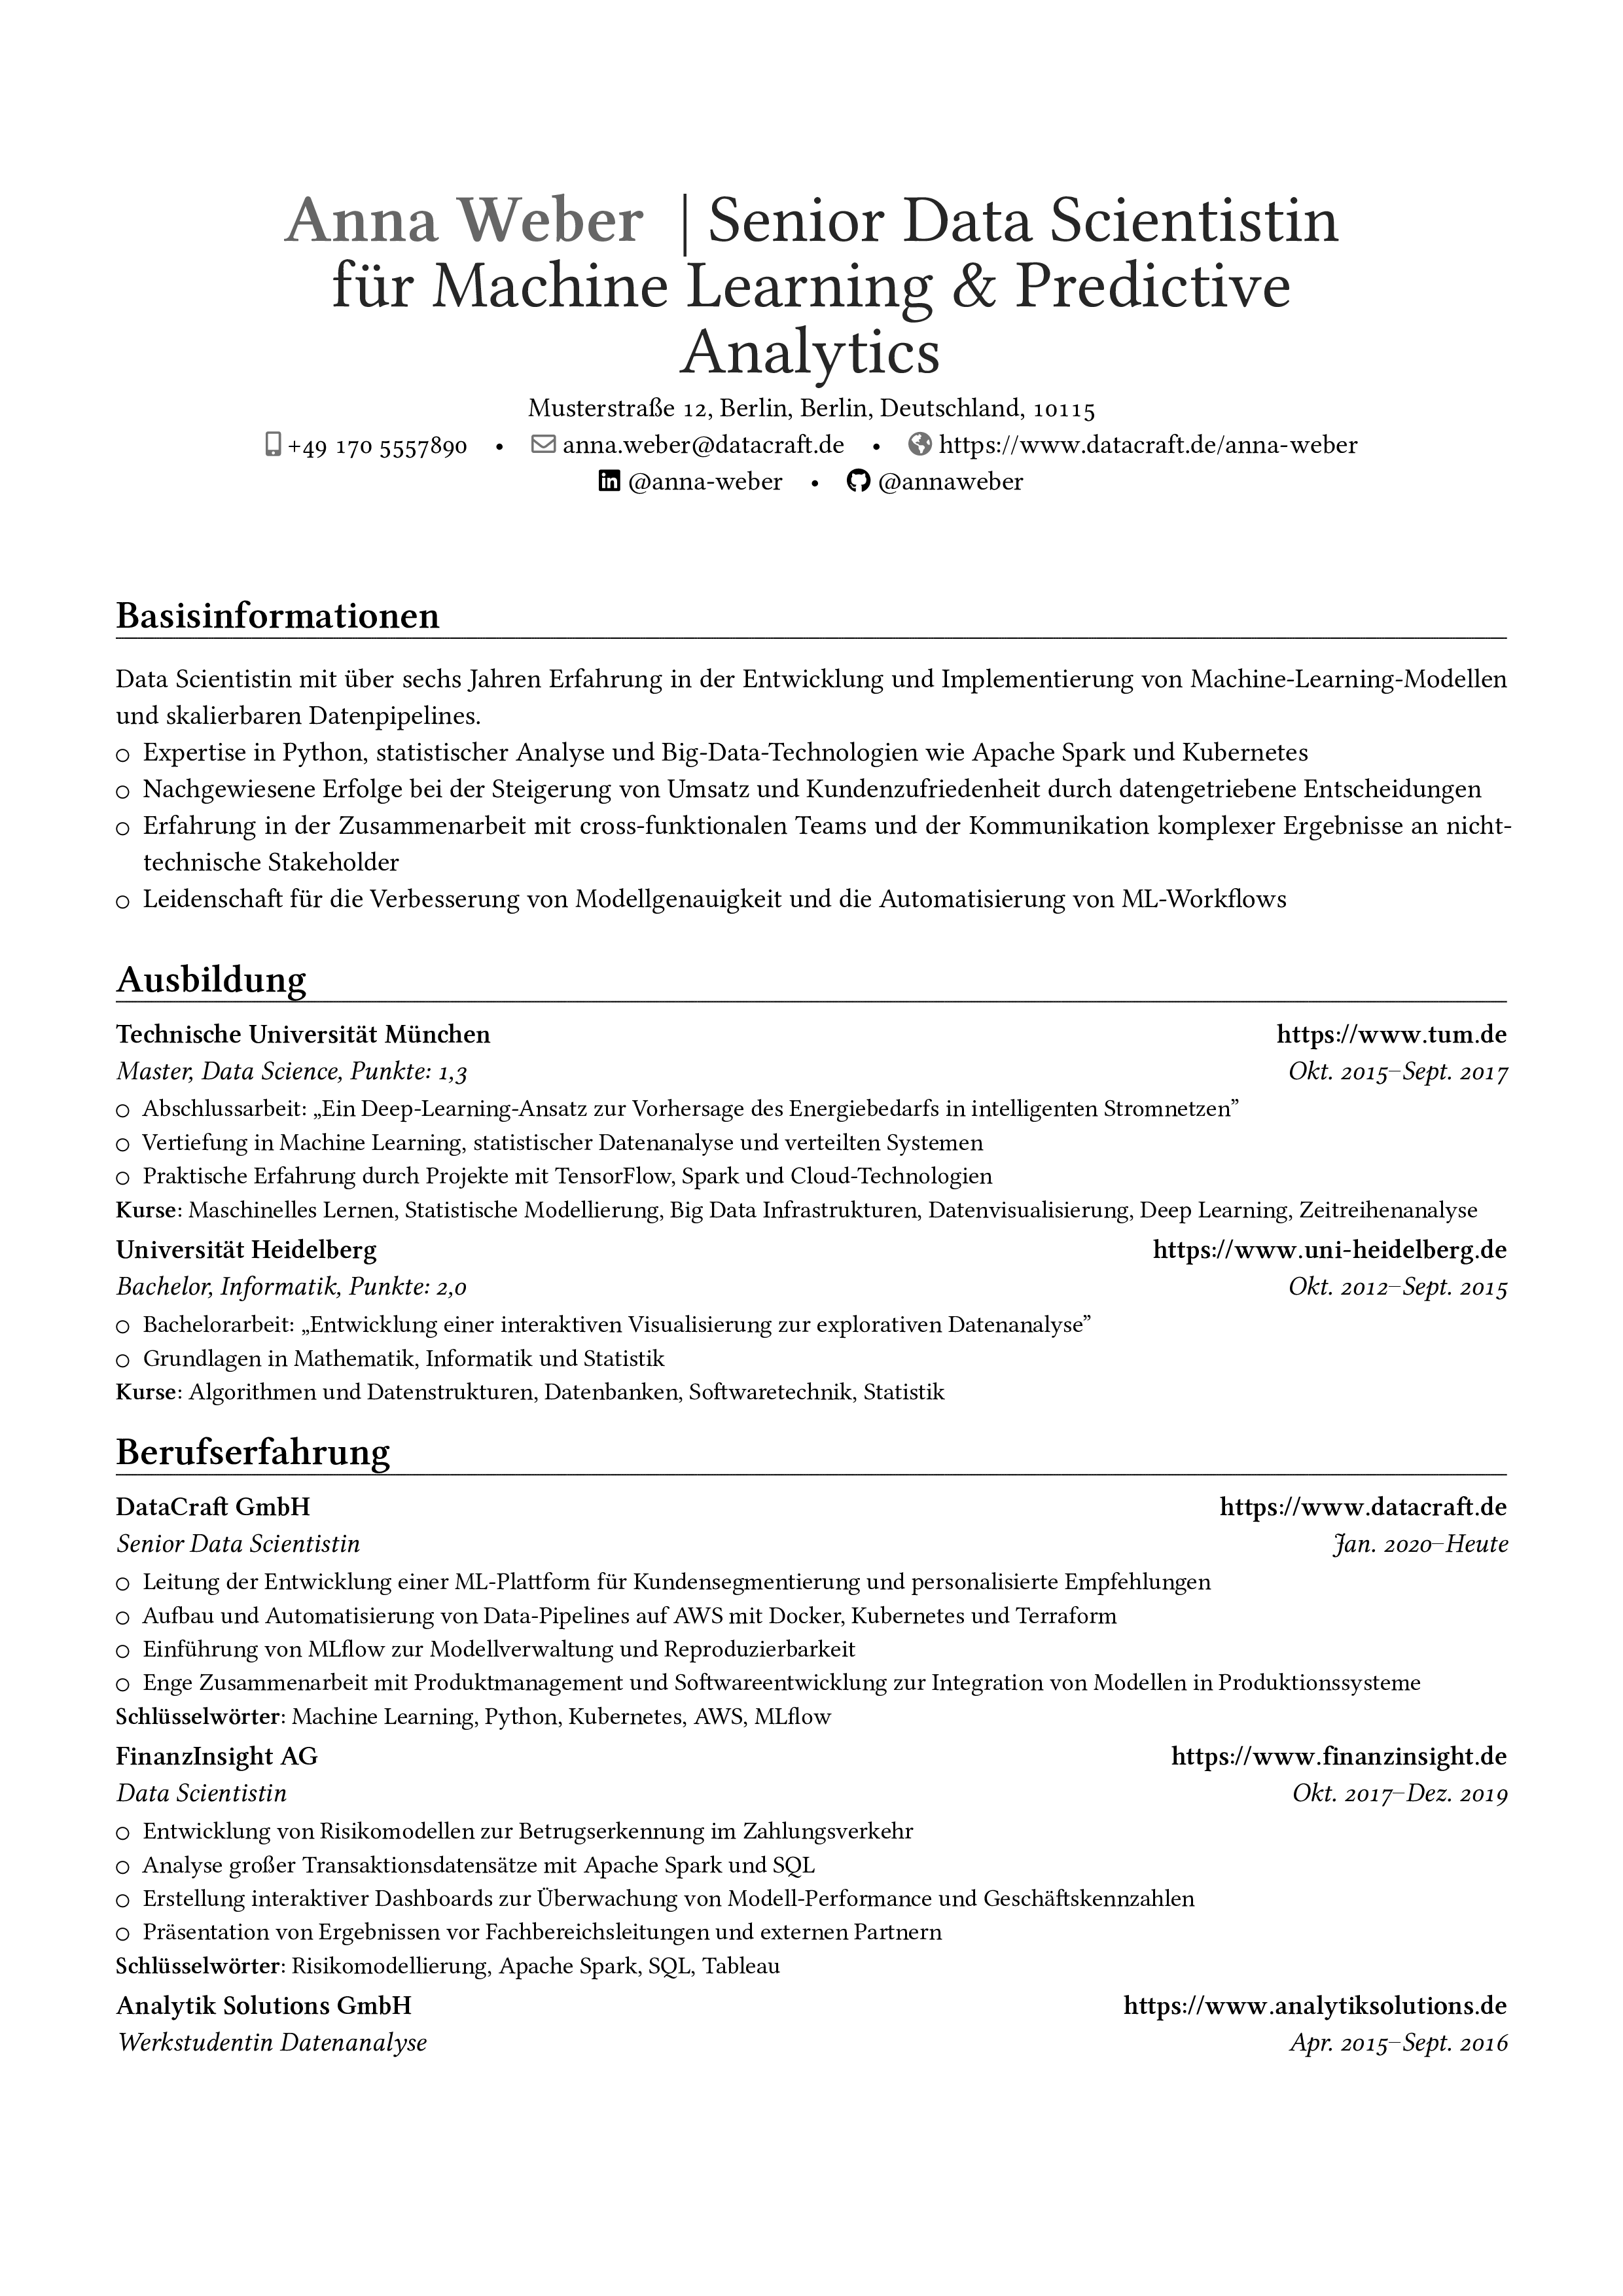 Anna Weber | Senior Data Scientistin
für Machine Learning & Predictive
Analytics
Musterstraße 12, Berlin, Berlin, Deutschland, 10115
+49 170 5557890 • anna.weber@datacraft.de • https://www.datacraft.de/anna-weber
@anna-weber • @annaweber
Basisinformationen
Data Scientistin mit über sechs Jahren Erfahrung in der Entwicklung und Implementierung von Machine-Learning-Modellen
und skalierbaren Datenpipelines.
○ Expertise in Python, statistischer Analyse und Big-Data-Technologien wie Apache Spark und Kubernetes
○ Nachgewiesene Erfolge bei der Steigerung von Umsatz und Kundenzufriedenheit durch datengetriebene Entscheidungen
○ Erfahrung in der Zusammenarbeit mit cross-funktionalen Teams und der Kommunikation komplexer Ergebnisse an nicht-
technische Stakeholder
○ Leidenschaft für die Verbesserung von Modellgenauigkeit und die Automatisierung von ML-Workflows
Ausbildung
Technische Universität München https://www.tum.de
Master, Data Science, Punkte: 1,3 Okt. 2015–Sept. 2017
○ Abschlussarbeit: „Ein Deep-Learning-Ansatz zur Vorhersage des Energiebedarfs in intelligenten Stromnetzen”
○ Vertiefung in Machine Learning, statistischer Datenanalyse und verteilten Systemen
○ Praktische Erfahrung durch Projekte mit TensorFlow, Spark und Cloud-Technologien
Kurse: Maschinelles Lernen, Statistische Modellierung, Big Data Infrastrukturen, Datenvisualisierung, Deep Learning, Zeitreihenanalyse
Universität Heidelberg https://www.uni-heidelberg.de
Bachelor, Informatik, Punkte: 2,0 Okt. 2012–Sept. 2015
○ Bachelorarbeit: „Entwicklung einer interaktiven Visualisierung zur explorativen Datenanalyse”
○ Grundlagen in Mathematik, Informatik und Statistik
Kurse: Algorithmen und Datenstrukturen, Datenbanken, Softwaretechnik, Statistik
Berufserfahrung
DataCraft GmbH https://www.datacraft.de
Senior Data Scientistin Jan. 2020–Heute
○ Leitung der Entwicklung einer ML-Plattform für Kundensegmentierung und personalisierte Empfehlungen
○ Aufbau und Automatisierung von Data-Pipelines auf AWS mit Docker, Kubernetes und Terraform
○ Einführung von MLflow zur Modellverwaltung und Reproduzierbarkeit
○ Enge Zusammenarbeit mit Produktmanagement und Softwareentwicklung zur Integration von Modellen in Produktionssysteme
Schlüsselwörter: Machine Learning, Python, Kubernetes, AWS, MLflow
FinanzInsight AG https://www.finanzinsight.de
Data Scientistin Okt. 2017–Dez. 2019
○ Entwicklung von Risikomodellen zur Betrugserkennung im Zahlungsverkehr
○ Analyse großer Transaktionsdatensätze mit Apache Spark und SQL
○ Erstellung interaktiver Dashboards zur Überwachung von Modell-Performance und Geschäftskennzahlen
○ Präsentation von Ergebnissen vor Fachbereichsleitungen und externen Partnern
Schlüsselwörter: Risikomodellierung, Apache Spark, SQL, Tableau
Analytik Solutions GmbH https://www.analytiksolutions.de
Werkstudentin Datenanalyse Apr. 2015–Sept. 2016